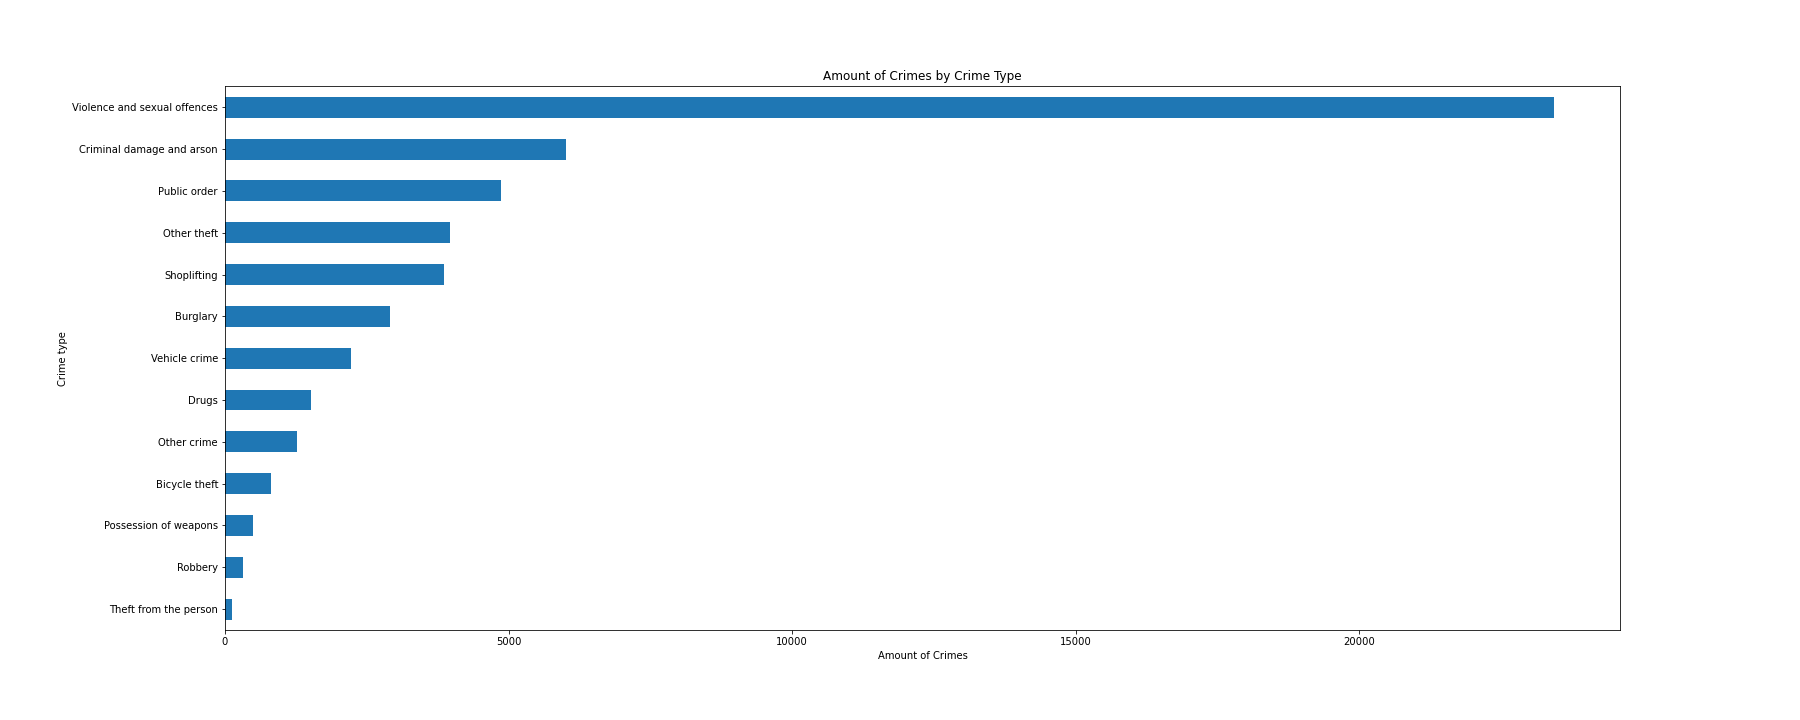 Amount of Crimes by Crime Type
Violence and sexual offences
Criminal damage and arson
Public order
Other theft
Shoplifting
Burglary
Vehicle crime
Drugs
Other crime
Bicycle theft
Possession of weapons
Robbery
Theft from the person
Crime type
0 5000 10000 15000 20000
Amount of Crimes